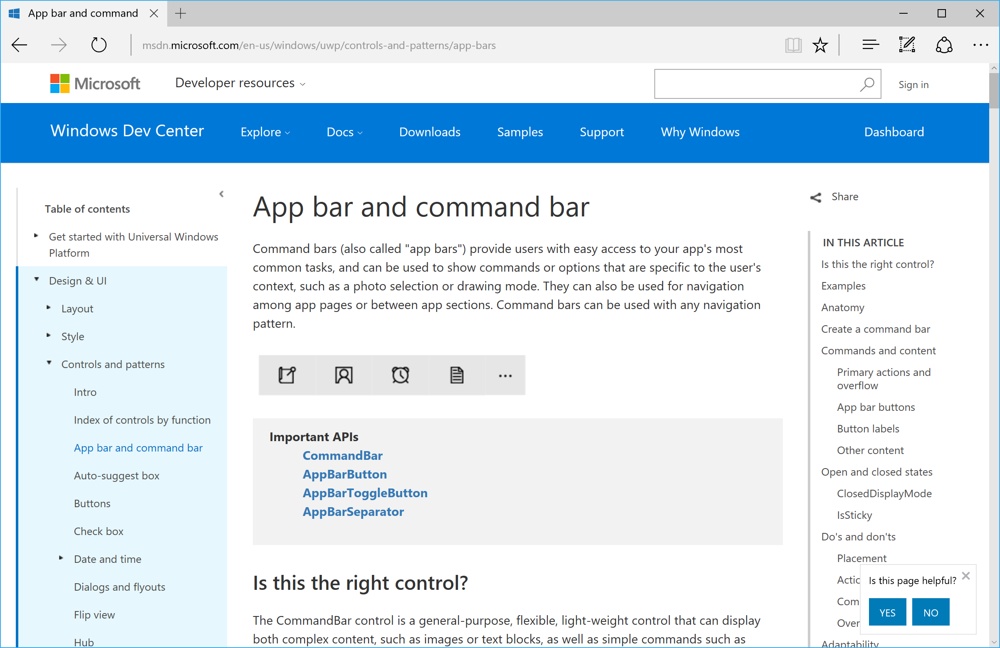 App bar and command
msdn.microsoft.com/en-us/windows/uwp/controls-and-patterns/app-bars
Microsoft
Developer resources
Sign in
Windows Dev Center
Explore
Docs
Downloads
Samples
Support
Why Windows
Dashboard
Table of contents
Get started with Universal Windows
Platform
Design & UI
Layout
Style
Controls and patterns
Intro
Index of controls by function
App bar and command bar
Auto-suggest box
Buttons
Check box
Date and time
Dialogs and flyouts
Flip view
Hub
App bar and command bar
Command bars (also called "app bars") provide users with easy access to your app's most
common tasks, and can be used to show commands or options that are specific to the user's
context, such as a photo selection or drawing mode. They can also be used for navigation
among app pages or between app sections. Command bars can be used with any navigation
pattern.
Important APIs
CommandBar
AppBarButton
AppBarToggleButton
AppBarSeparator
Is this the right control?
The CommandBar control is a general-purpose, flexible, light-weight control that can display
both complex content, such as images or text blocks, as well as simple commands such as
Share
IN THIS ARTICLE
Is this the right control?
Examples
Anatomy
Create a command bar
Commands and content
Primary actions and
overflow
App bar buttons
Button labels
Other content
Open and closed states
ClosedDisplayMode
IsSticky
Do's and don'ts
Placement
Actic
Com
Over
Adaptability
Is this page helpful?
YES
NO